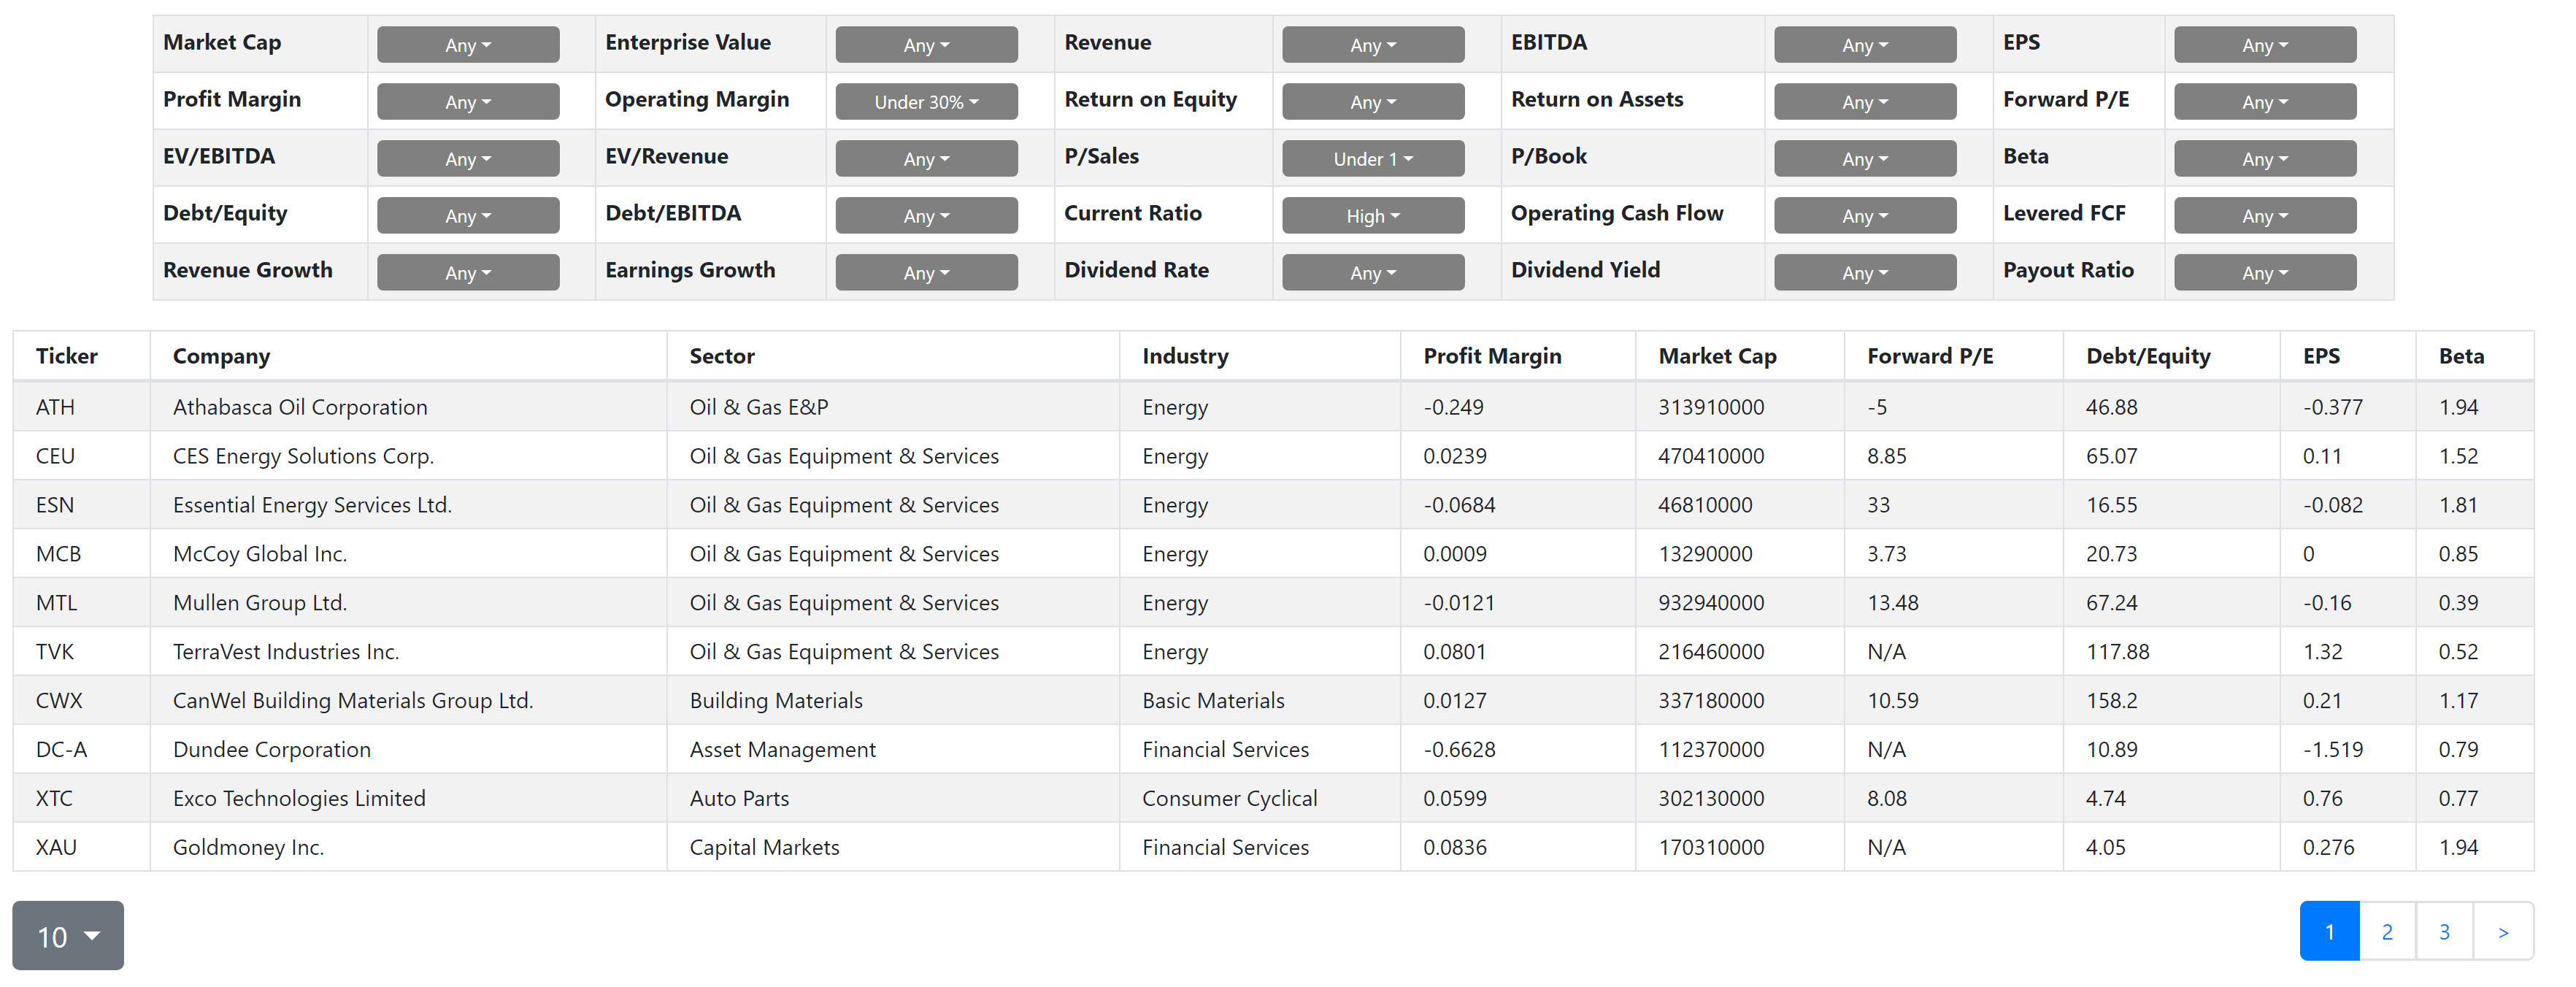 Market Cap Any Enterprise Value Any Revenue Any EBITDA Any EPS Any
Profit Margin Any Operating Margin Under 30% Return on Equity Any Return on Assets Any Forward P/E Any
EV/EBITDA Any EV/Revenue Any P/Sales Under 1 P/Book Any Beta Any
Debt/Equity Any Debt/EBITDA Any Current Ratio High Operating Cash Flow Any Levered FCF Any
Revenue Growth Any Earnings Growth Any Dividend Rate Any Dividend Yield Any Payout Ratio Any
Ticker Company Sector Industry Profit Margin Market Cap Forward P/E Debt/Equity EPS Beta
ATH Athabasca Oil Corporation Oil & Gas E&P Energy -0.249 313910000 -5 46.88 -0.377 1.94
CEU CES Energy Solutions Corp. Oil & Gas Equipment & Services Energy 0.0239 470410000 8.85 65.07 0.11 1.52
ESN Essential Energy Services Ltd. Oil & Gas Equipment & Services Energy -0.0684 46810000 33 16.55 -0.082 1.81
MCB McCoy Global Inc. Oil & Gas Equipment & Services Energy 0.0009 13290000 3.73 20.73 0 0.85
MTL Mullen Group Ltd. Oil & Gas Equipment & Services Energy -0.0121 932940000 13.48 67.24 -0.16 0.39
TVK TerraVest Industries Inc. Oil & Gas Equipment & Services Energy 0.0801 216460000 N/A 117.88 1.32 0.52
CWX CanWel Building Materials Group Ltd. Building Materials Basic Materials 0.0127 337180000 10.59 158.2 0.21 1.17
DC-A Dundee Corporation Asset Management Financial Services -0.6628 112370000 N/A 10.89 -1.519 0.79
XTC Exco Technologies Limited Auto Parts Consumer Cyclical 0.0599 302130000 8.08 4.74 0.76 0.77
XAU Goldmoney Inc. Capital Markets Financial Services 0.0836 170310000 N/A 4.05 0.276 1.94
10 1 2 3 >